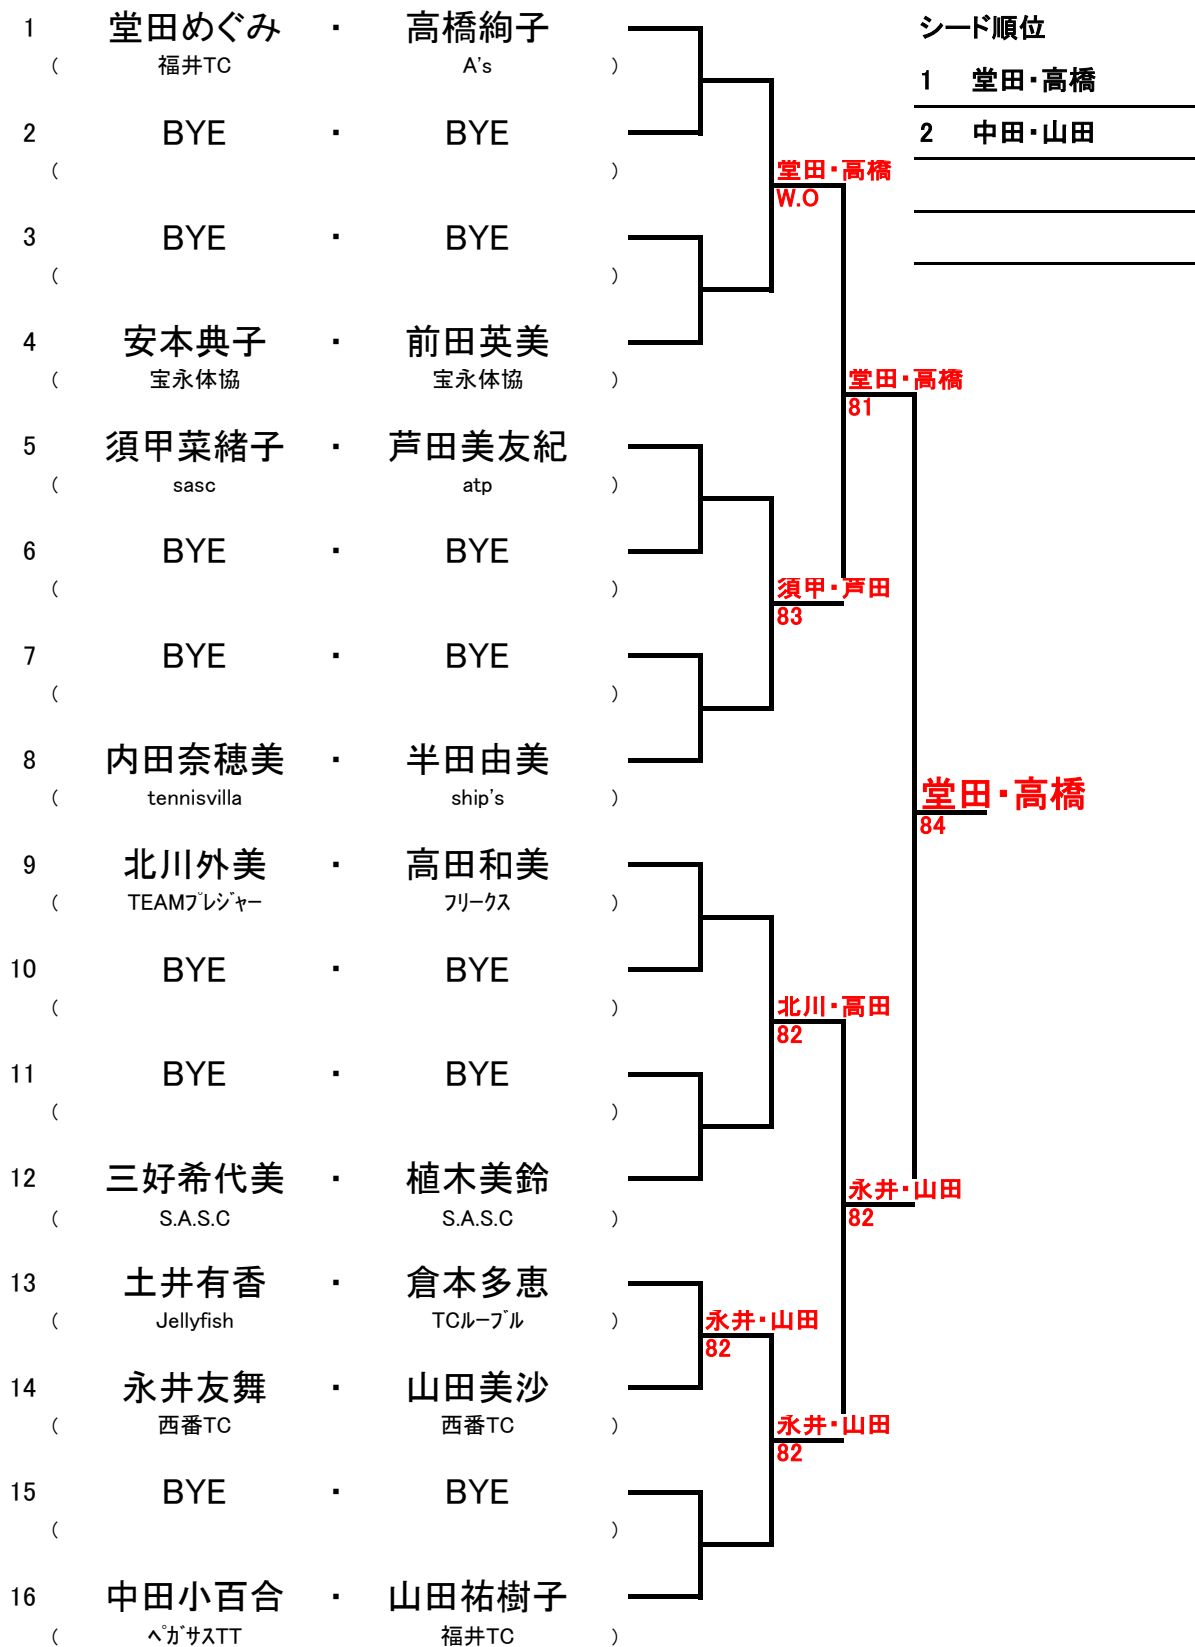 シード順位
1 堂田・高橋
2 中田・山田
1 堂田めぐみ ・ 高橋絢子
( 福井TC A's )
2 BYE ・ BYE
( )
堂田・高橋
W.O
3 BYE ・ BYE
( )
4 安本典子 ・ 前田英美
( 宝永体協 宝永体協 )
堂田・高橋
81
5 須甲菜緒子 ・ 芦田美友紀
( sasc atp )
6 BYE ・ BYE
( )
須甲・芦田
83
7 BYE ・ BYE
( )
8 内田奈穂美 ・ 半田由美
( tennisvilla ship's )
堂田・高橋
84
9 北川外美 ・ 高田和美
( TEAMプレジャー フリークス )
10 BYE ・ BYE
( )
北川・高田
82
11 BYE ・ BYE
( )
12 三好希代美 ・ 植木美鈴
( S.A.S.C S.A.S.C )
永井・山田
82
13 土井有香 ・ 倉本多恵
( Jellyfish TCルーブル )
永井・山田
82
14 永井友舞 ・ 山田美沙
( 西番TC 西番TC )
永井・山田
82
15 BYE ・ BYE
( )
16 中田小百合 ・ 山田祐樹子
( ペガサスTT 福井TC )